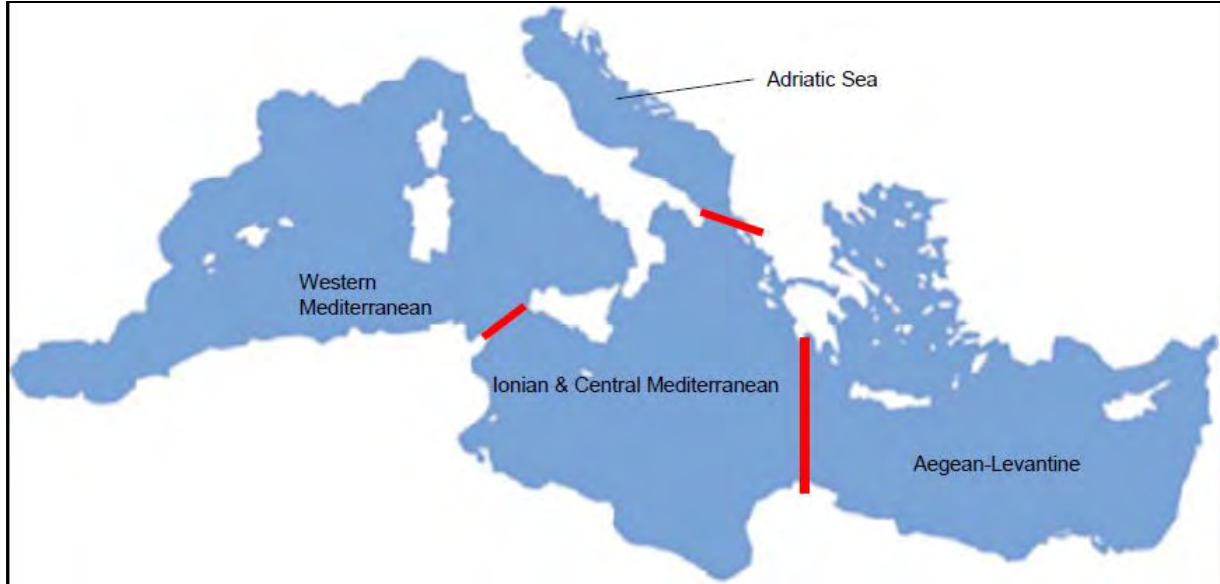 Adriatic Sea
Western
Mediterranean
Ionian & Central Mediterranean
Aegean-Levantine